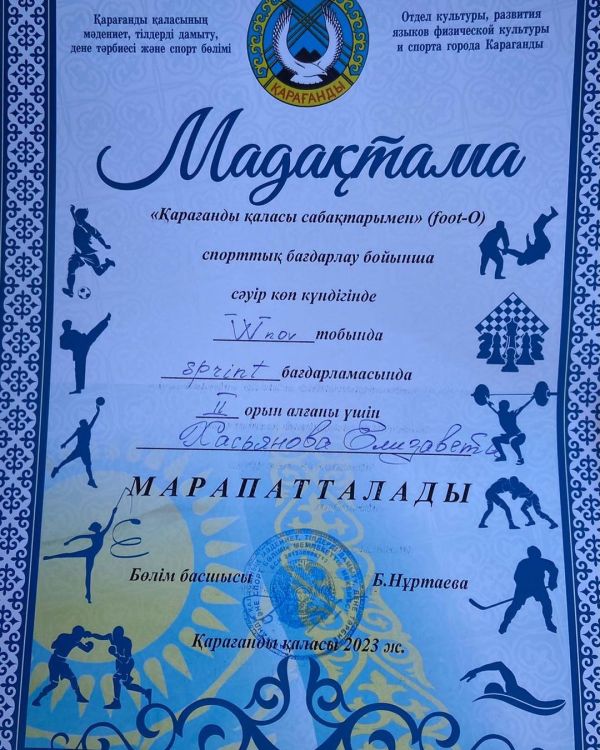 Қарағанды қаласының
мәдениет, тілдерді дамыту,
дене тәрбиесі және спорт бөлімі
Отдел культуры, развития
языков физической культуры
и спорта города Караганды
ҚАРАҒАНДЫ
Мадақтама
«Қарағанды қаласы сабақтарымен» (foot-O)
спорттық бағдарлау бойынша
сәуір көп күндігінде
W nov тобында
sprint бағдарламасында
II орын алғаны үшін
Хасьянова Елизавета
МАРАПАТТАЛАДЫ
Бөлім басшысы
Б.Нұртаева
Қарағанды қаласы 2023 ж.